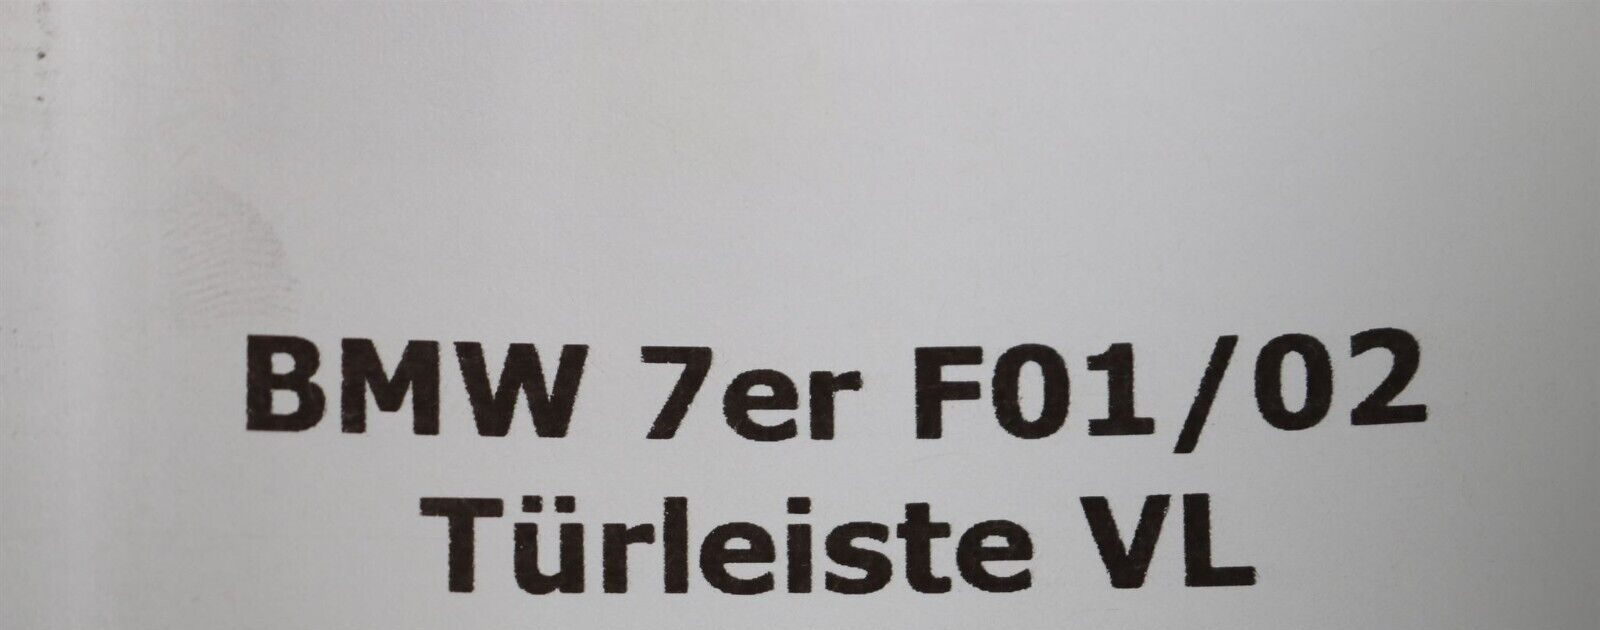 BMW 7er F01/02
Türleiste VL